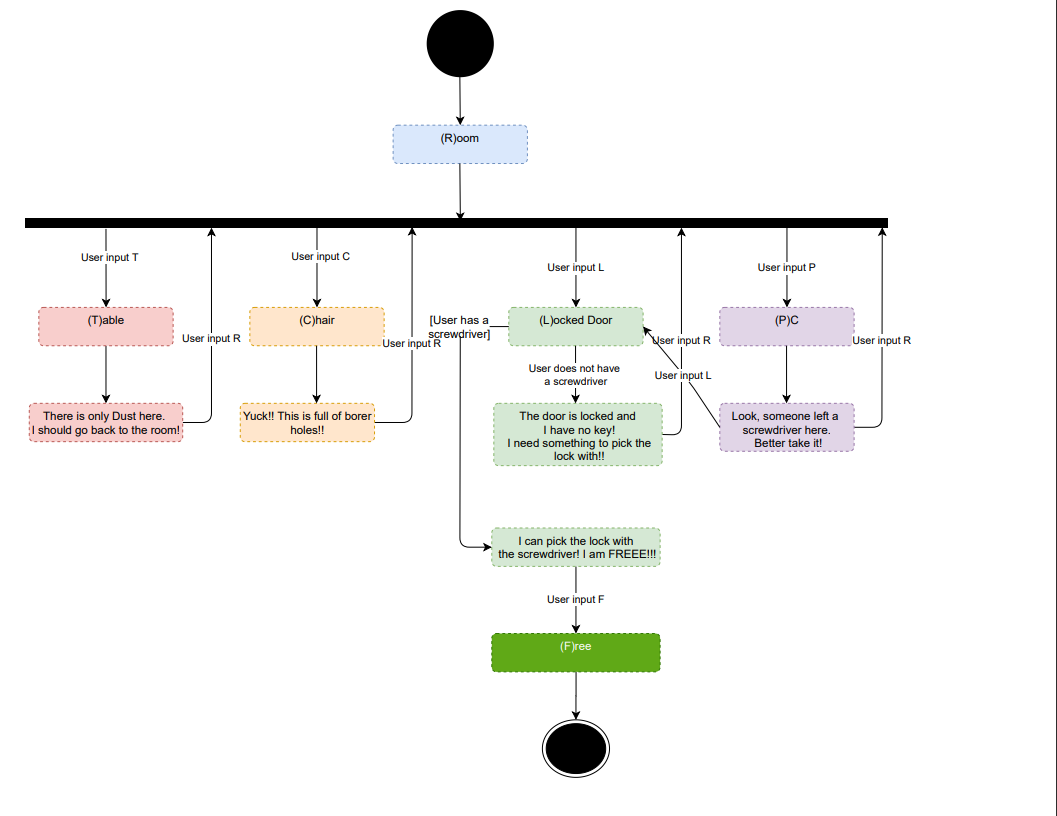 (R)oom
User input T
User input C
User input L
User input P
(T)able
(C)hair
[User has a
screwdriver]
(L)ocked Door
(P)C
User input R
User input R
User input R
User input R
User does not have
a screwdriver
User input L
There is only Dust here.
I should go back to the room!
Yuck!! This is full of borer
holes!!
The door is locked and
I have no key!
I need something to pick the
lock with!!
Look, someone left a
screwdriver here.
Better take it!
I can pick the lock with
the screwdriver! I am FREEE!!!
User input F
(F)ree